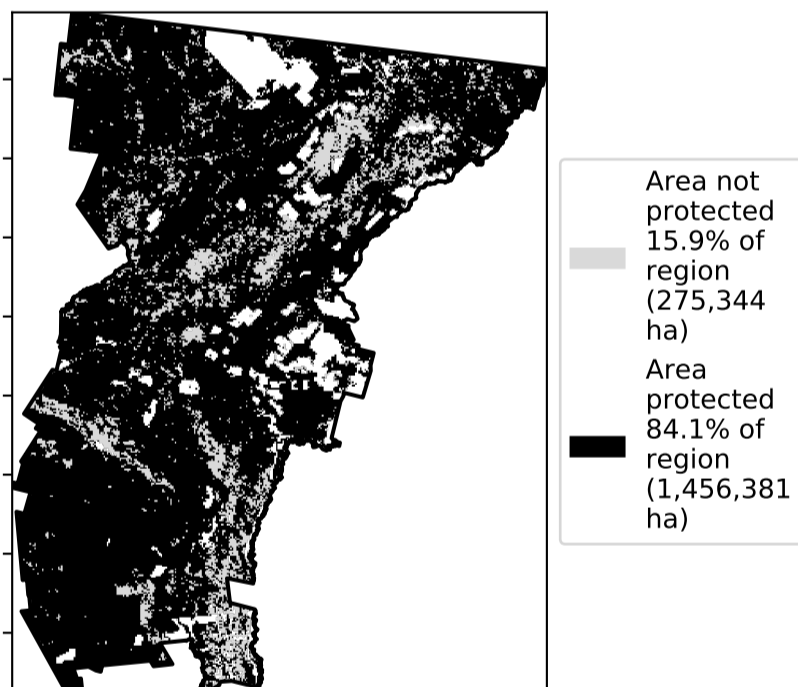 Area not
protected
15.9% of
region
(275,344
ha)
Area
protected
84.1% of
region
(1,456,381
ha)